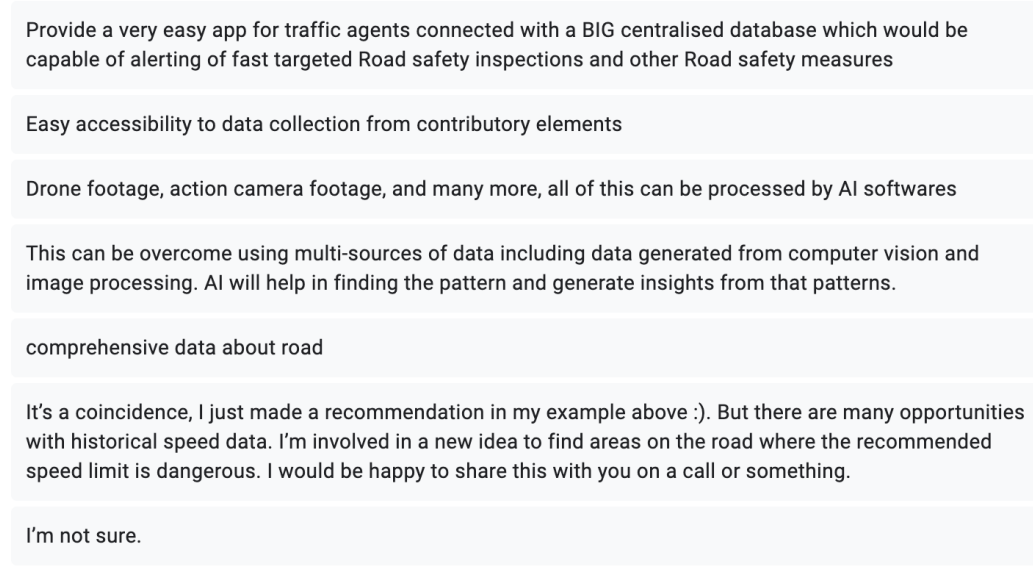 Provide a very easy app for traffic agents connected with a BIG centralised database which would be
capable of alerting of fast targeted Road safety inspections and other Road safety measures
Easy accessibility to data collection from contributory elements
Drone footage, action camera footage, and many more, all of this can be processed by AI softwares
This can be overcome using multi-sources of data including data generated from computer vision and
image processing. AI will help in finding the pattern and generate insights from that patterns.
comprehensive data about road
It's a coincidence, I just made a recommendation in my example above :). But there are many opportunities
with historical speed data. I'm involved in a new idea to find areas on the road where the recommended
speed limit is dangerous. I would be happy to share this with you on a call or something.
I'm not sure.